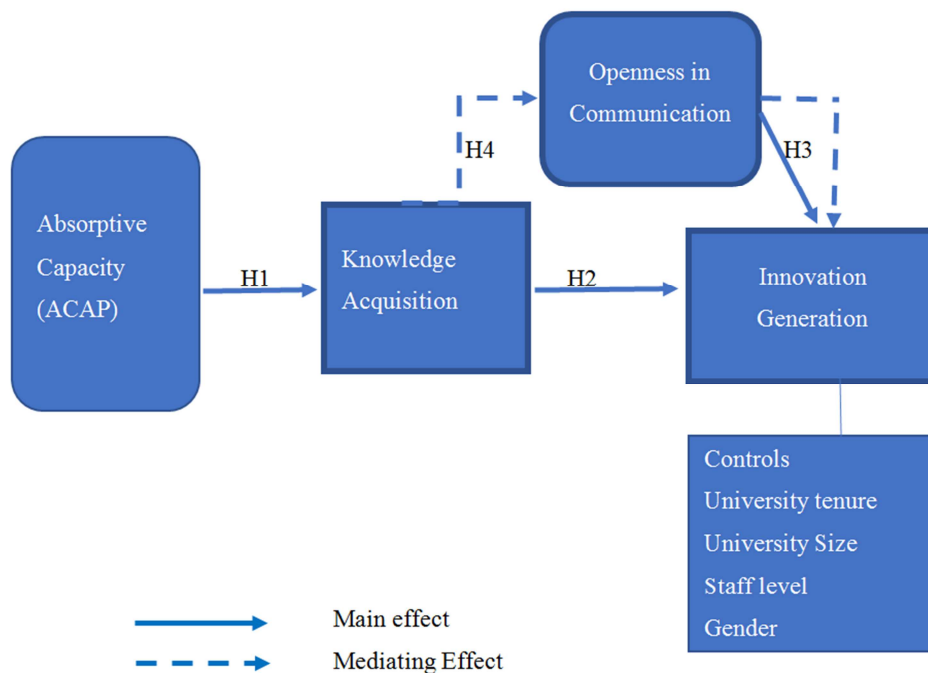 Openness in
Communication
H4
H3
Absorptive
Capacity
(ACAP)
H1
Knowledge
Acquisition
H2
Innovation
Generation
Controls
University tenure
University Size
Staff level
Gender
Main effect
Mediating Effect